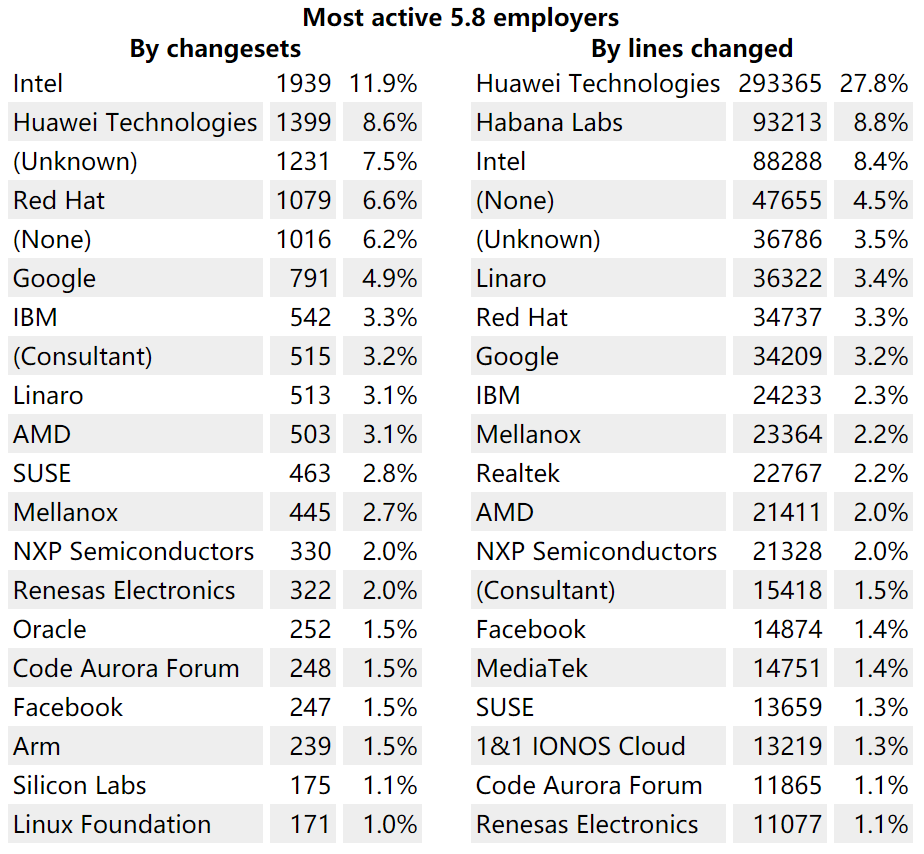 Most active 5.8 employers
By changesets By lines changed
Intel 1939 11.9% Huawei Technologies 293365 27.8%
Huawei Technologies 1399 8.6% Habana Labs 93213 8.8%
(Unknown) 1231 7.5% Intel 88288 8.4%
Red Hat 1079 6.6% (None) 47655 4.5%
(None) 1016 6.2% (Unknown) 36786 3.5%
Google 791 4.9% Linaro 36322 3.4%
IBM 542 3.3% Red Hat 34737 3.3%
(Consultant) 515 3.2% Google 34209 3.2%
Linaro 513 3.1% IBM 24233 2.3%
AMD 503 3.1% Mellanox 23364 2.2%
SUSE 463 2.8% Realtek 22767 2.2%
Mellanox 445 2.7% AMD 21411 2.0%
NXP Semiconductors 330 2.0% NXP Semiconductors 21328 2.0%
Renesas Electronics 322 2.0% (Consultant) 15418 1.5%
Oracle 252 1.5% Facebook 14874 1.4%
Code Aurora Forum 248 1.5% MediaTek 14751 1.4%
Facebook 247 1.5% SUSE 13659 1.3%
Arm 239 1.5% 1&1 IONOS Cloud 13219 1.3%
Silicon Labs 175 1.1% Code Aurora Forum 11865 1.1%
Linux Foundation 171 1.0% Renesas Electronics 11077 1.1%